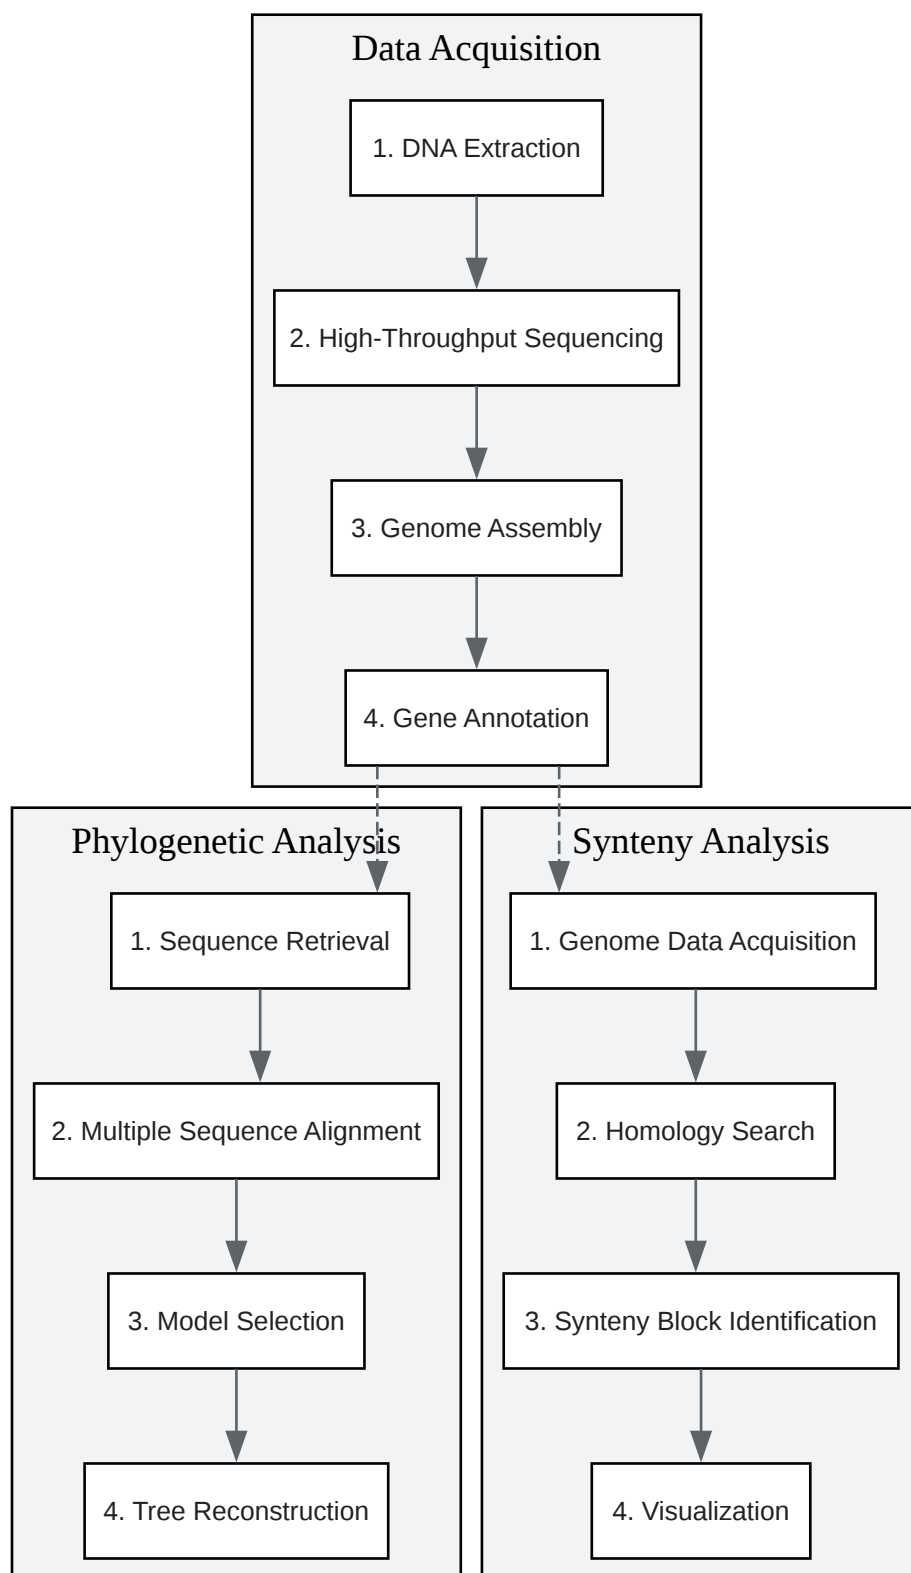 Data Acquisition
1. DNA Extraction
2. High-Throughput Sequencing
3. Genome Assembly
4. Gene Annotation
Phylogenetic Analysis
1. Sequence Retrieval
2. Multiple Sequence Alignment
3. Model Selection
4. Tree Reconstruction
Synteny Analysis
1. Genome Data Acquisition
2. Homology Search
3. Synteny Block Identification
4. Visualization